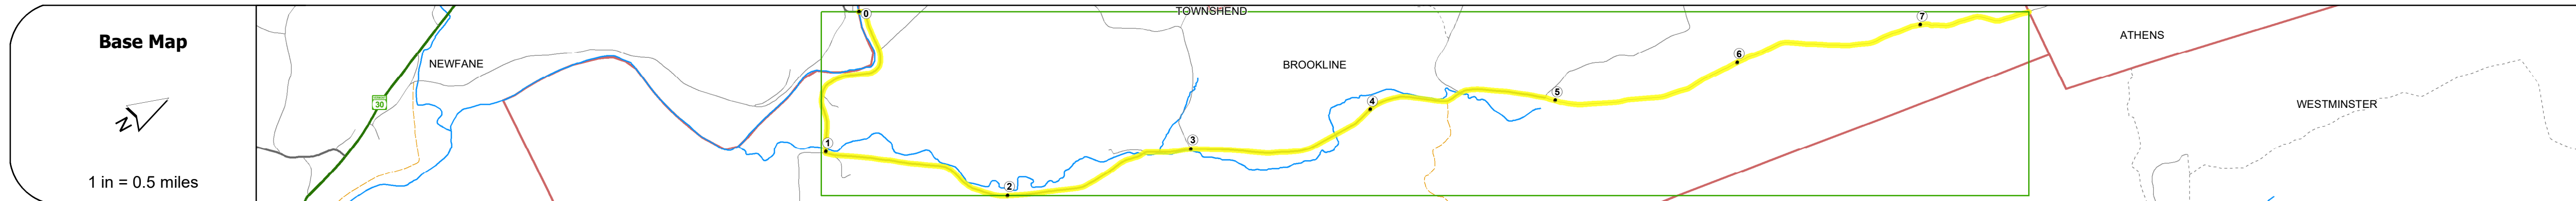 Base Map
N
1 in = 0.5 miles
30
NEWFANE
TOWNSHEND
BROOKLINE
ATHENS
WESTMINSTER
0
1
2
3
4
5
6
7